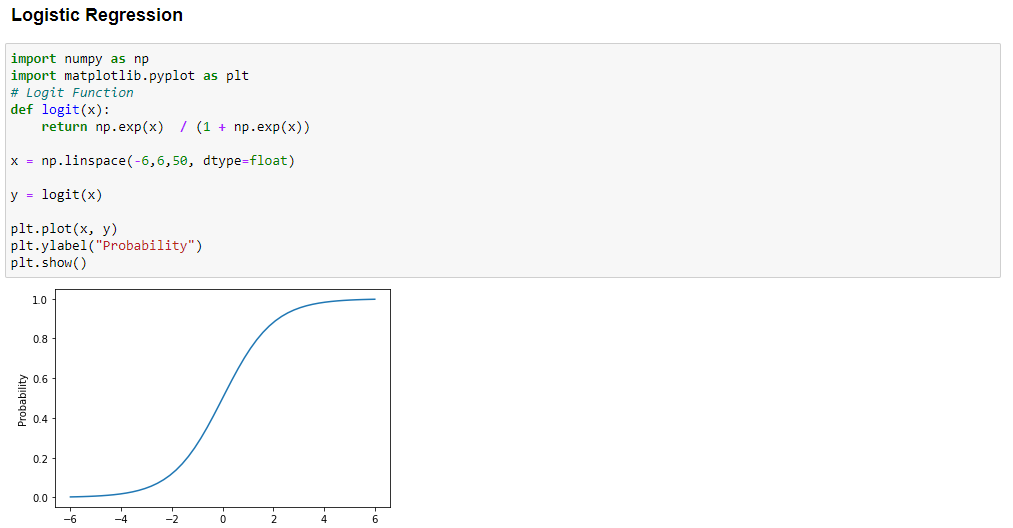 Logistic Regression
import numpy as np
import matplotlib.pyplot as plt
# Logit Function
def logit(x):
    return np.exp(x)  / (1 + np.exp(x))
x = np.linspace(-6,6,50, dtype=float)
y = logit(x)
plt.plot(x, y)
plt.ylabel("Probability")
plt.show()
1.0
0.8
0.6
0.4
0.2
0.0
Probability
−6 −4 −2 0 2 4 6